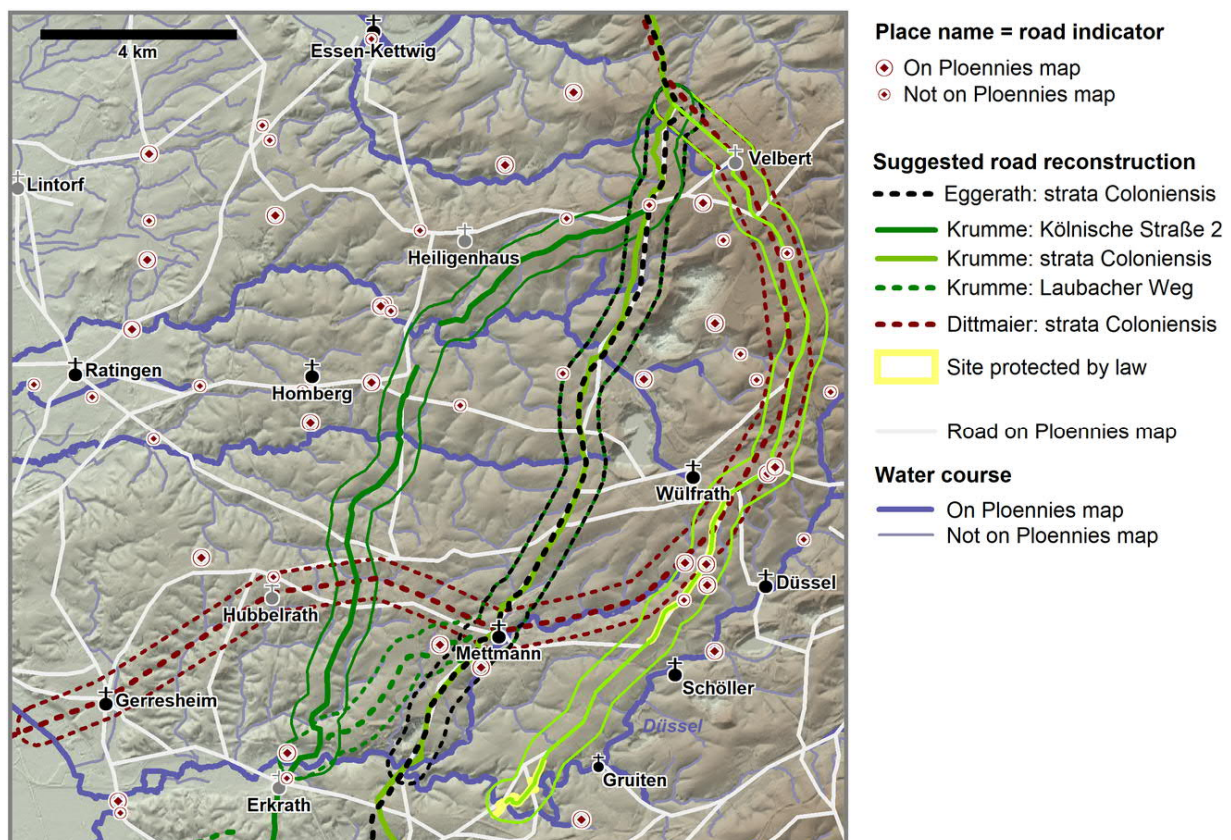 4 km
Essen-Kettwig
Velbert
Lintorf
Heiligenhaus
Ratingen
Homberg
Wülfrath
Düssel
Hubbelrath
Mettmann
Schöller
Gerresheim
Düssel
Gruiten
Erkrath
Place name = road indicator
On Ploennies map
Not on Ploennies map
Suggested road reconstruction
Eggerath: strata Coloniensis
Krumme: Kölnische Straße 2
Krumme: strata Coloniensis
Krumme: Laubacher Weg
Dittmaier: strata Coloniensis
Site protected by law
Road on Ploennies map
Water course
On Ploennies map
Not on Ploennies map